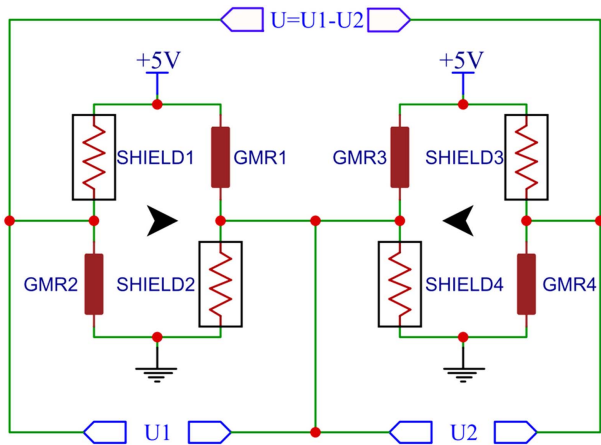 U=U1-U2
+5V +5V
SHIELD1 GMR1 GMR3 SHIELD3
GMR2 SHIELD2 SHIELD4 GMR4
U1 U2